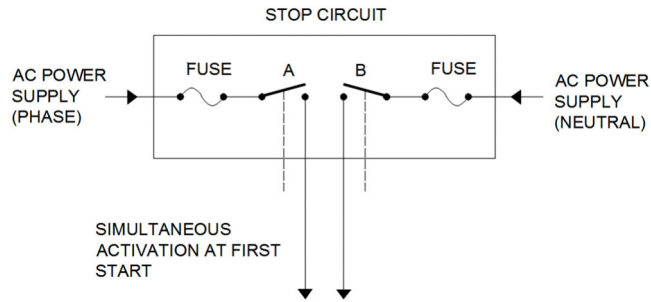 STOP CIRCUIT
AC POWER
SUPPLY
(PHASE)
FUSE
A
B
FUSE
AC POWER
SUPPLY
(NEUTRAL)
SIMULTANEOUS
ACTIVATION AT FIRST
START